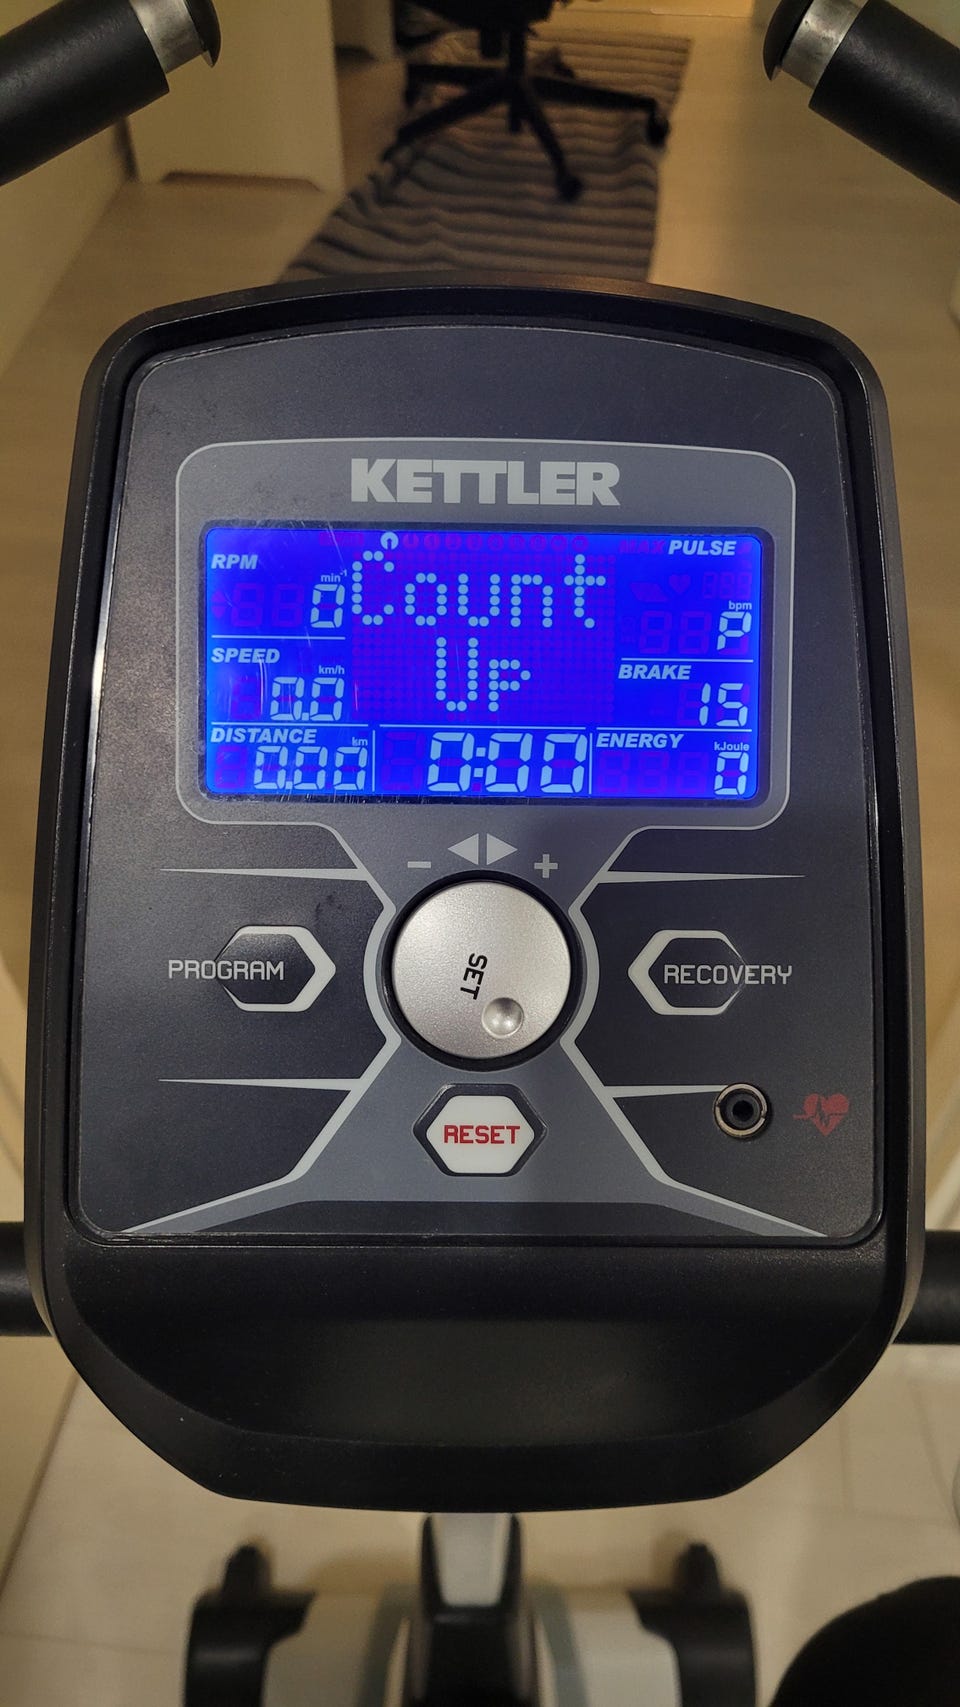 KETTLER
RPM
min-1
0
Count
Up
PULSE
bpm
P
SPEED
km/h
0.0
BRAKE
15
DISTANCE
km
0.00
0:00
ENERGY
kJoule
0
- +
PROGRAM
SET
RECOVERY
RESET